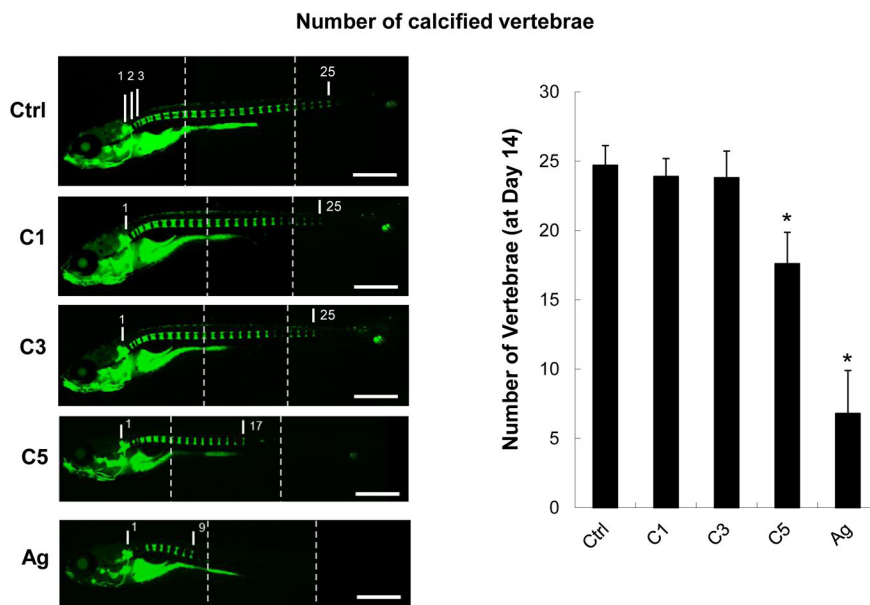 Number of calcified vertebrae
Ctrl
1 2 3
25
C1
1
25
C3
1
25
C5
1
17
Ag
1
9
Number of Vertebrae (at Day 14)
30
25
20
15
10
5
0
*
*
Ctrl
C1
C3
C5
Ag